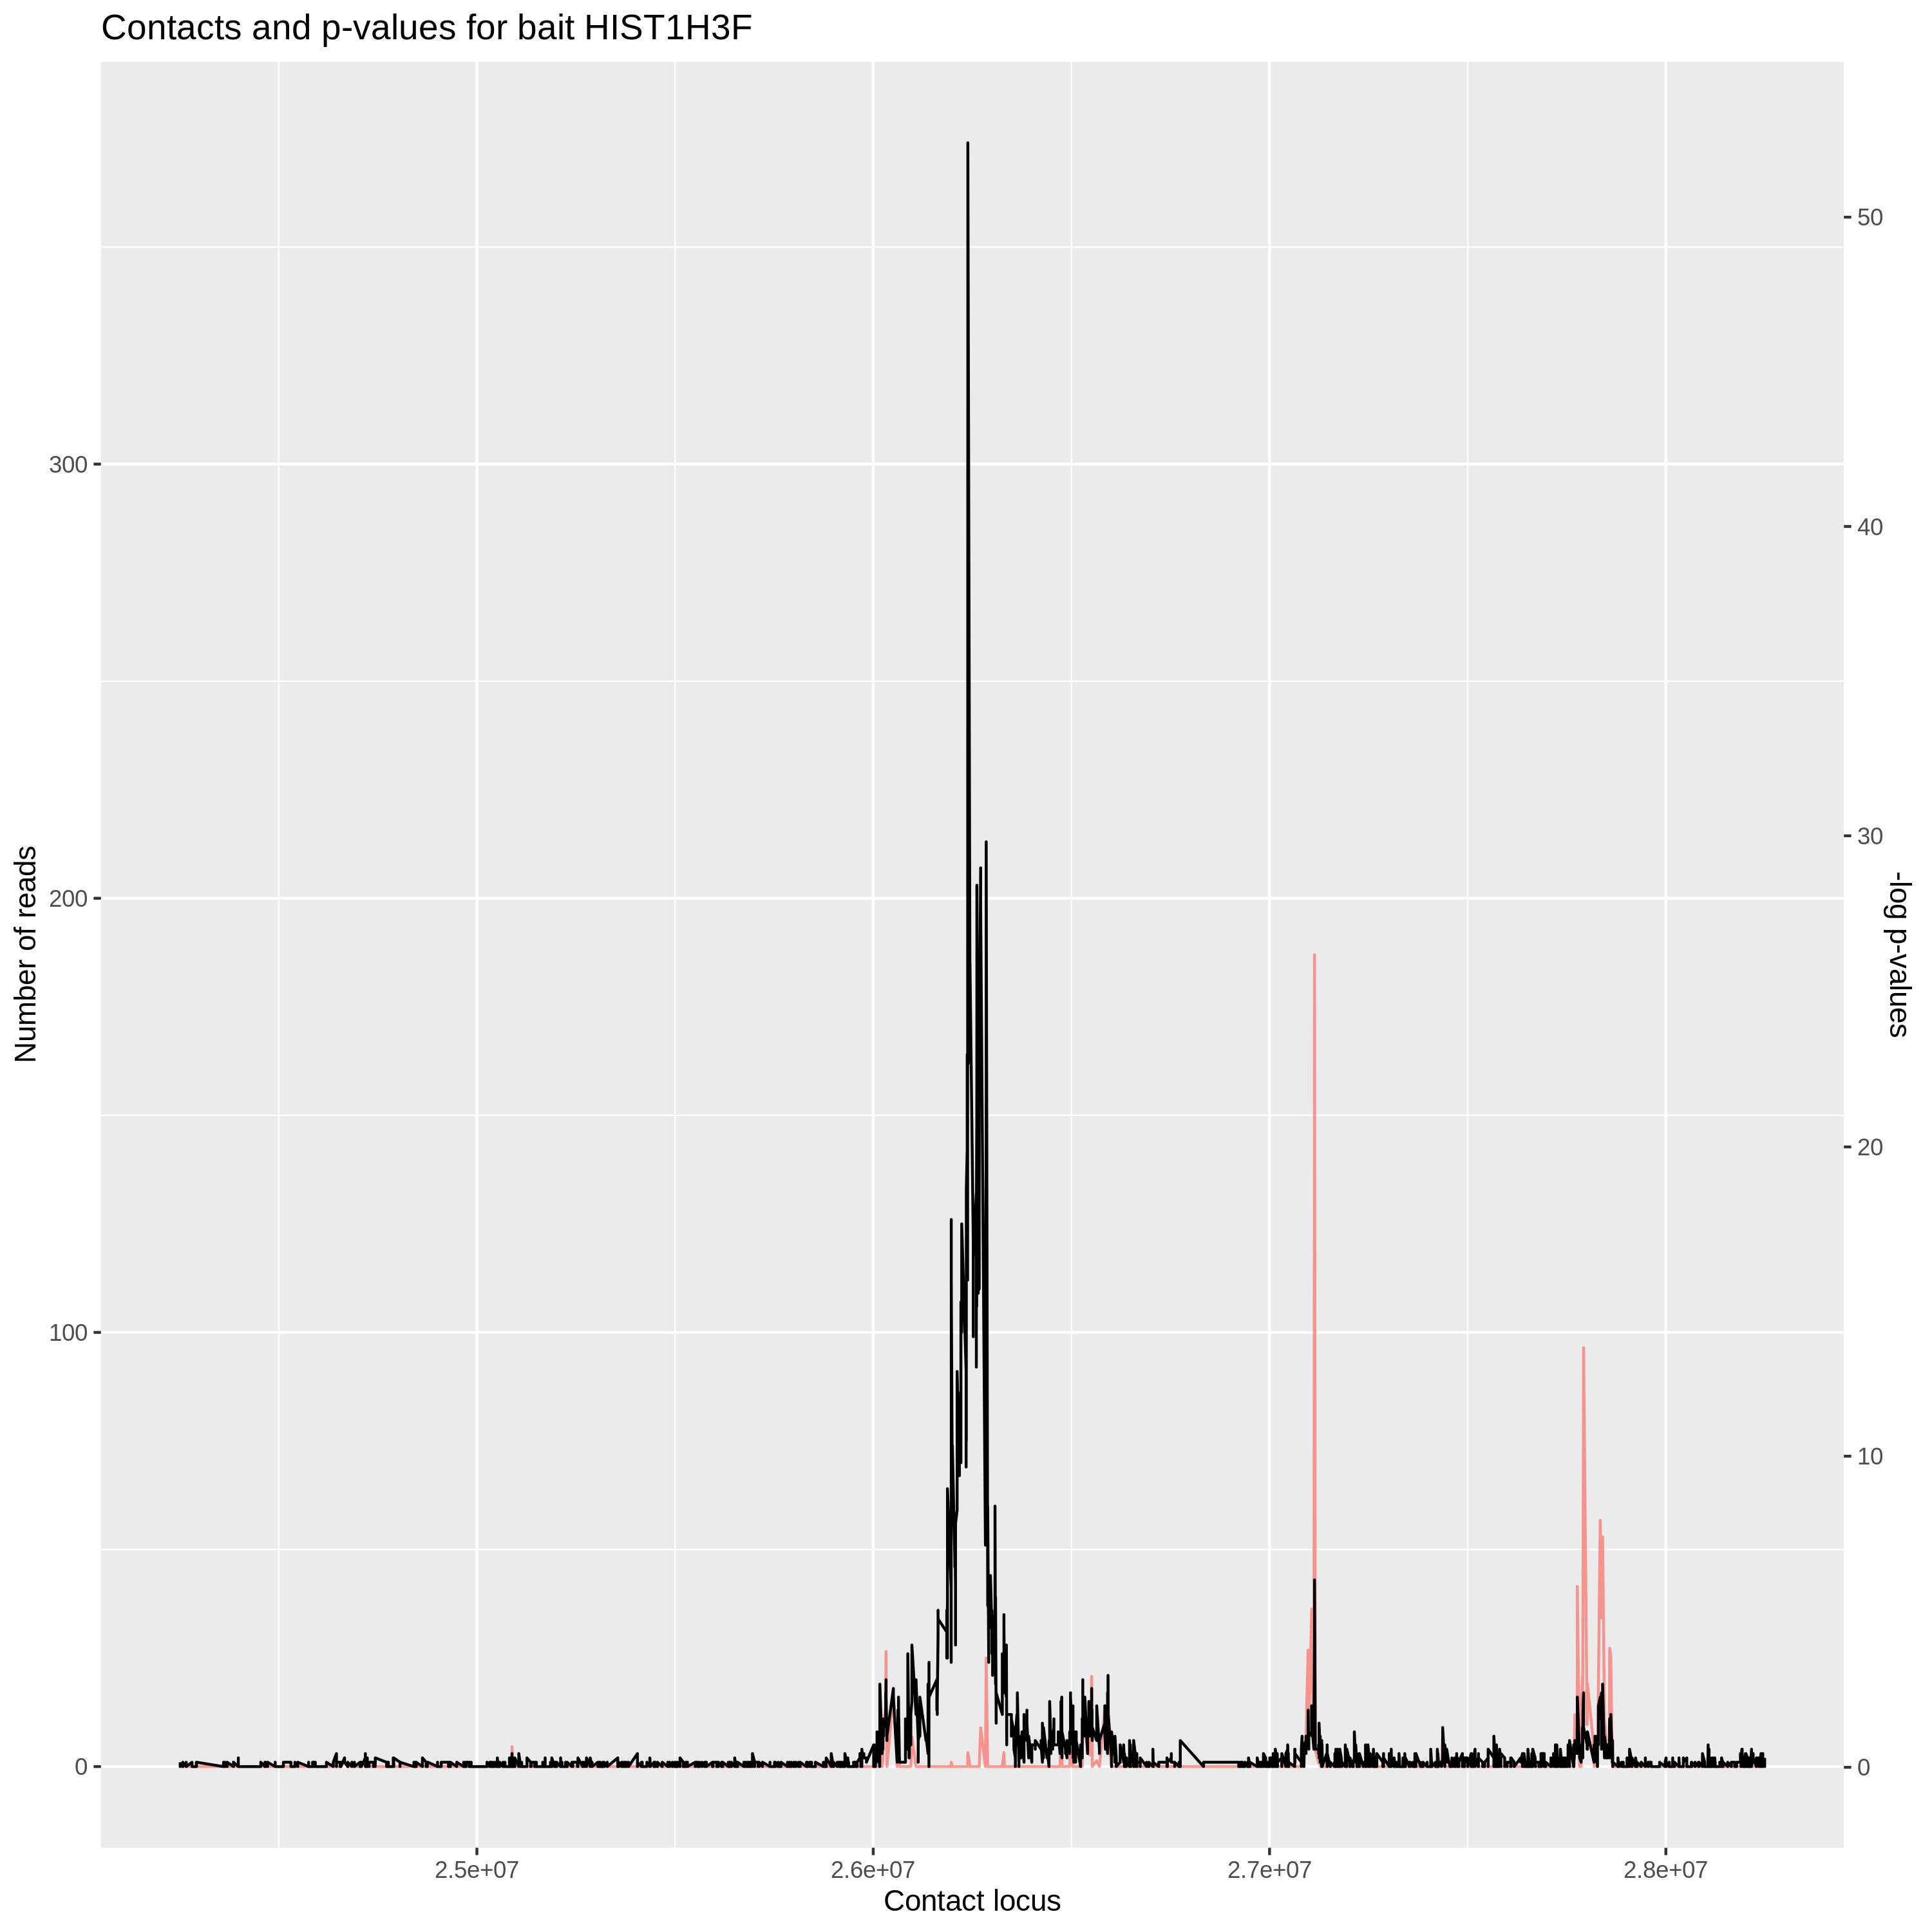 Contacts and p-values for bait HIST1H3F
Number of reads
300
200
100
0
50
40
30
20
10
0
-log p-values
2.5e+07
2.6e+07
2.7e+07
2.8e+07
Contact locus